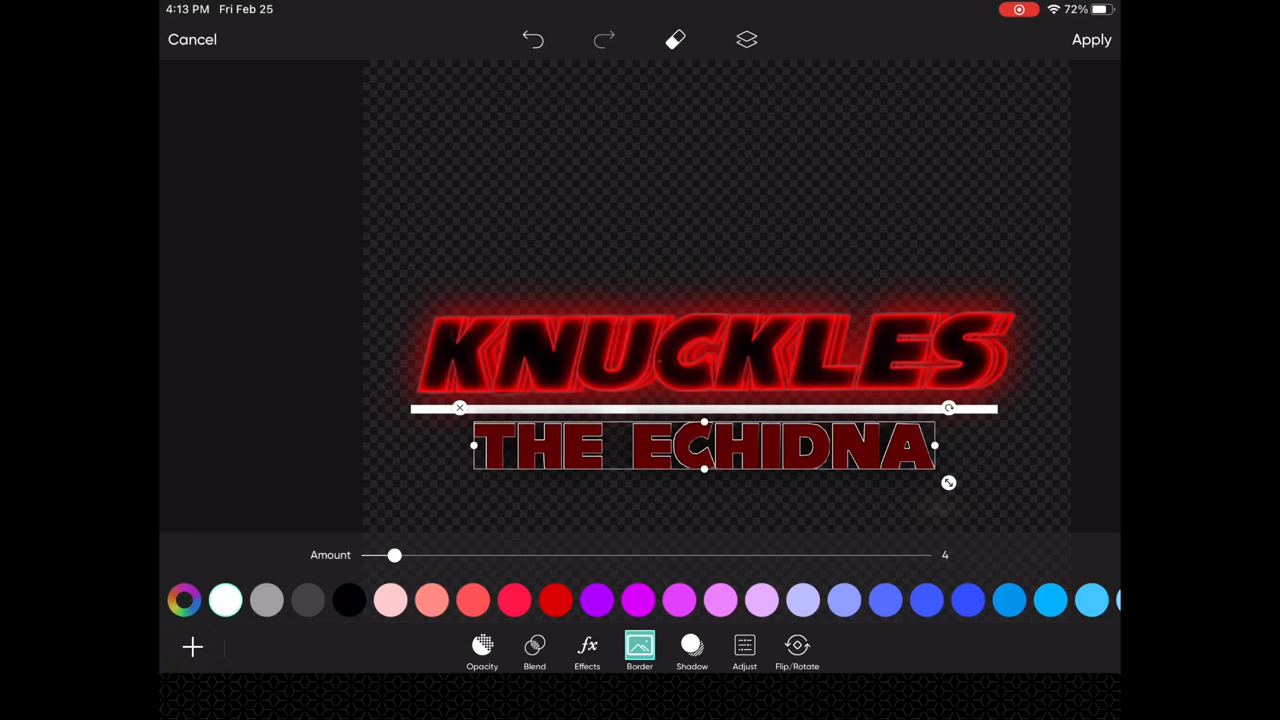 4:13 PM Fri Feb 25
72%
Cancel
Apply
KNUCKLES
THE ECHIDNA
Amount
4
Opacity
Blend
fx
Effects
Border
Shadow
Adjust
Flip/Rotate